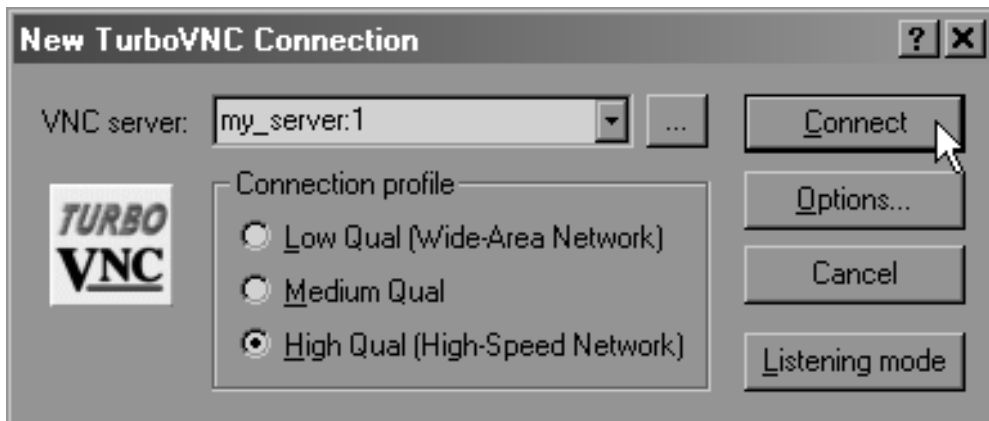 New TurboVNC Connection ? X
VNC server: my_server:1 ... Connect
Connection profile
Options...
TURBO
VNC
Low Qual (Wide-Area Network)
Medium Qual
Cancel
High Qual (High-Speed Network)
Listening mode